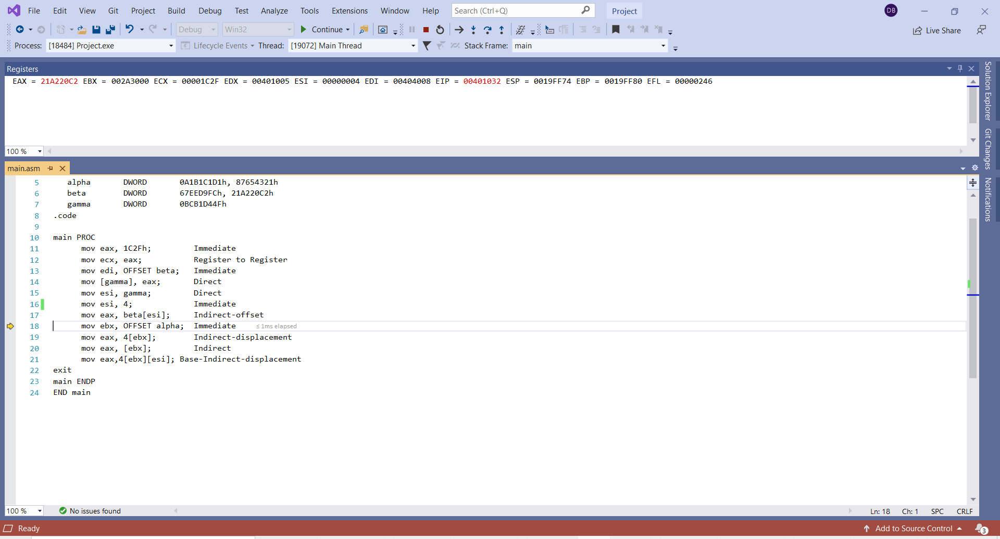 File Edit View Git Project Build Debug Test Analyze Tools Extensions Window Help Search (Ctrl+Q) Project DB
Debug Win32 Continue Live Share
Process: [18484] Project.exe Lifecycle Events Thread: [19072] Main Thread Stack Frame: main
Registers
EAX = 21A220C2 EBX = 002A3000 ECX = 00001C2F EDX = 00401005 ESI = 00000004 EDI = 00404008 EIP = 00401032 ESP = 0019FF74 EBP = 0019FF80 EFL = 00000246
100 %
main.asm
5 alpha DWORD 0A1B1C1D1h, 87654321h
6 beta DWORD 67EED9FCh, 21A220C2h
7 gamma DWORD 0BCB1D44Fh
8 .code
9
10 main PROC
11 mov eax, 1C2Fh; Immediate
12 mov ecx, eax; Register to Register
13 mov edi, OFFSET beta; Immediate
14 mov [gamma], eax; Direct
15 mov esi, gamma; Direct
16 mov esi, 4; Immediate
17 mov eax, beta[esi]; Indirect-offset
18 mov ebx, OFFSET alpha; Immediate ≤ 1ms elapsed
19 mov eax, 4[ebx]; Indirect-displacement
20 mov eax, [ebx]; Indirect
21 mov eax,4[ebx][esi]; Base-Indirect-displacement
22 exit
23 main ENDP
24 END main
100 % No issues found Ln: 18 Ch: 1 SPC CRLF
Ready Add to Source Control 3
Solution Explorer
Git Changes
Notifications